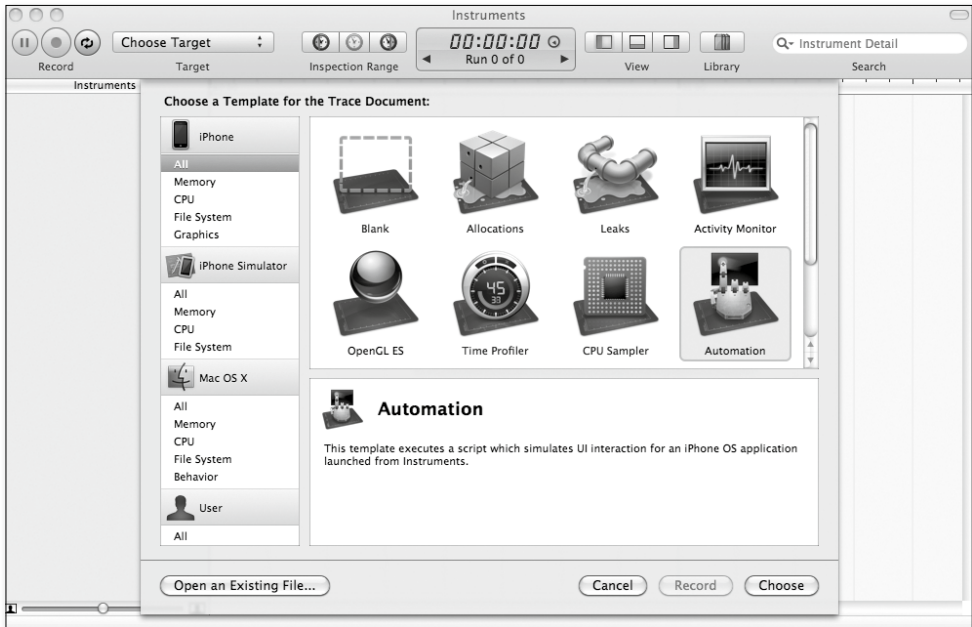 Instruments
Choose Target
00:00:00
Run 0 of 0
Instrument Detail
Record
Target
Inspection Range
View
Library
Search
Instruments
Choose a Template for the Trace Document:
iPhone
All
Memory
CPU
File System
Graphics
iPhone Simulator
All
Memory
CPU
File System
Mac OS X
All
Memory
CPU
File System
Behavior
User
All
Blank
Allocations
Leaks
Activity Monitor
45
33
OpenGL ES
Time Profiler
CPU Sampler
Automation
Automation
This template executes a script which simulates UI interaction for an iPhone OS application
launched from Instruments.
Open an Existing File...
Cancel
Record
Choose